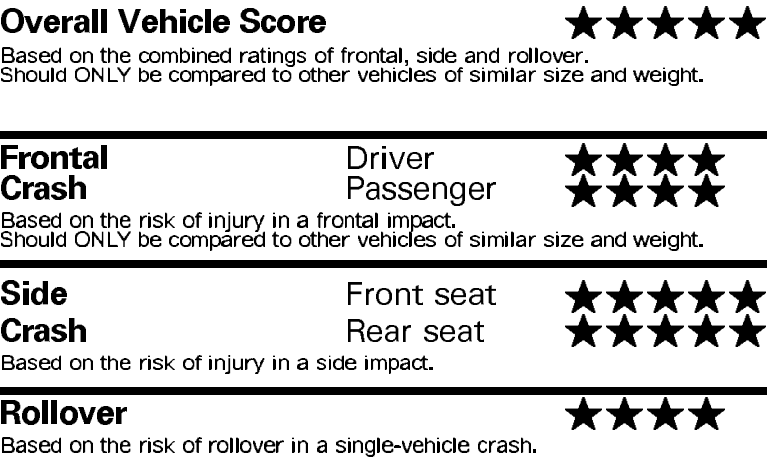 Overall Vehicle Score ★★★★★
Based on the combined ratings of frontal, side and rollover.
Should ONLY be compared to other vehicles of similar size and weight.
Frontal Driver ★★★★
Crash Passenger ★★★★
Based on the risk of injury in a frontal impact.
Should ONLY be compared to other vehicles of similar size and weight.
Side Front seat ★★★★★
Crash Rear seat ★★★★★
Based on the risk of injury in a side impact.
Rollover ★★★★
Based on the risk of rollover in a single-vehicle crash.